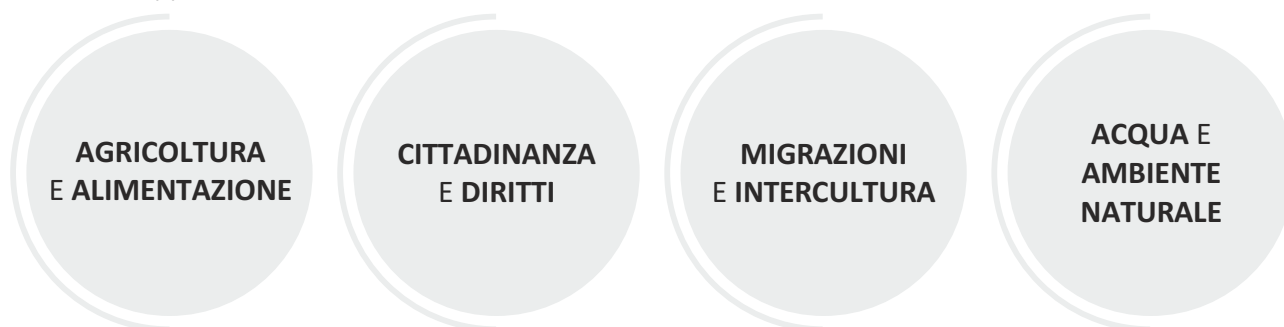 AGRICOLTURA
E ALIMENTAZIONE
CITTADINANZA
E DIRITTI
MIGRAZIONI
E INTERCULTURA
ACQUA E
AMBIENTE
NATURALE